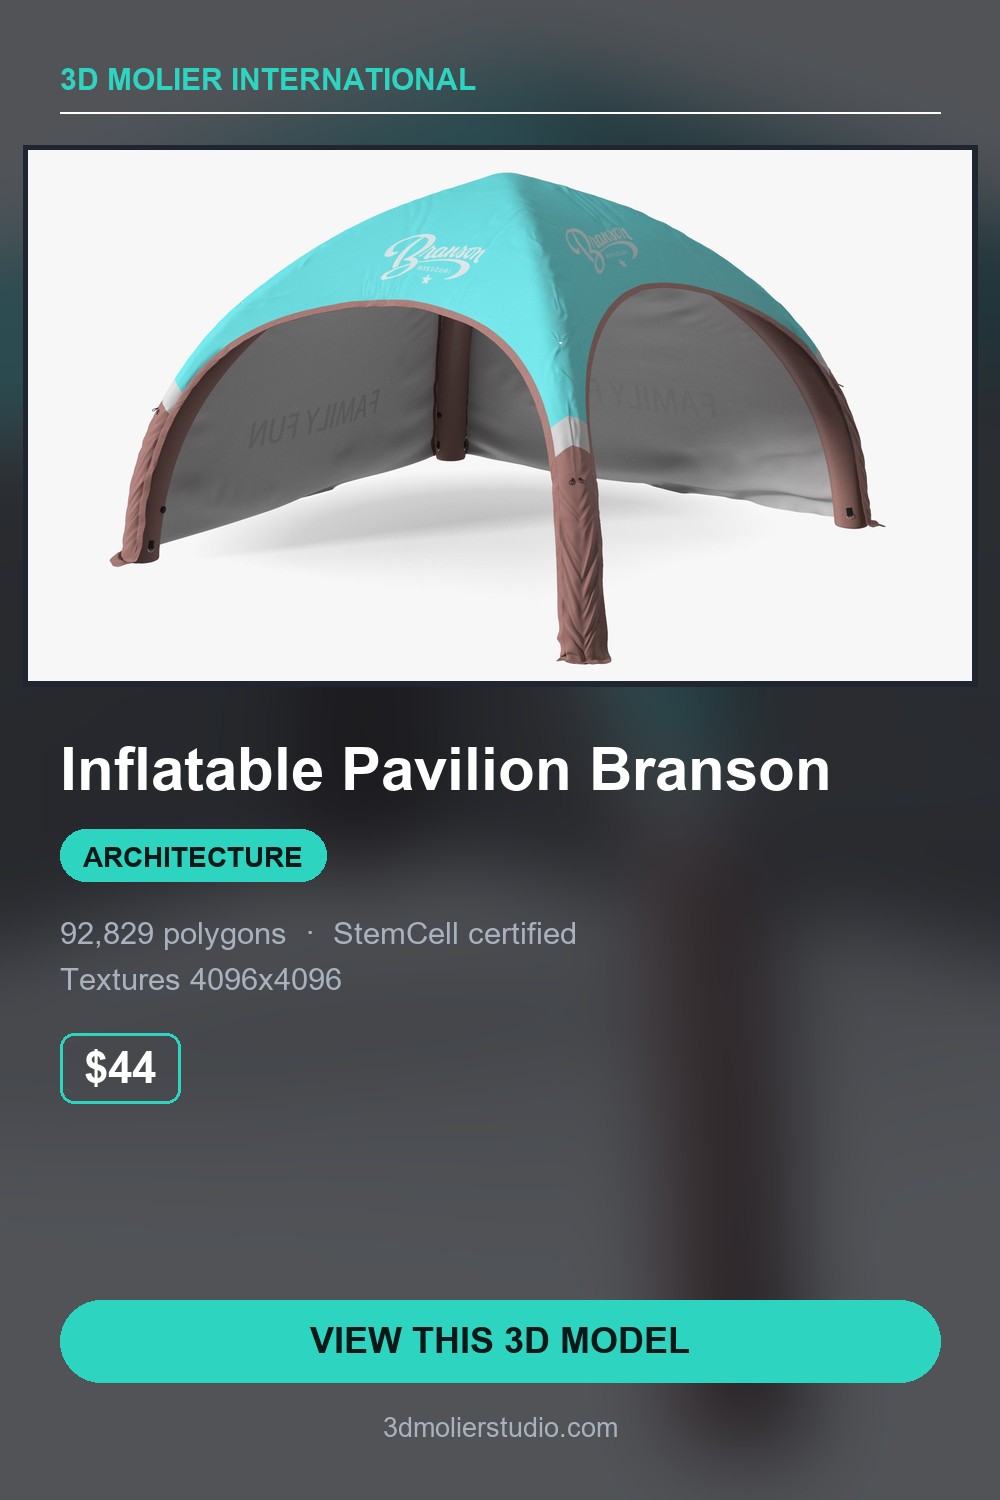 3D MOLIER INTERNATIONAL
Branson
MISSOURI
Branson
FAMILY FUN
FAMILY F
Inflatable Pavilion Branson
ARCHITECTURE
92,829 polygons · StemCell certified
Textures 4096x4096
$44
VIEW THIS 3D MODEL
3dmolierstudio.com